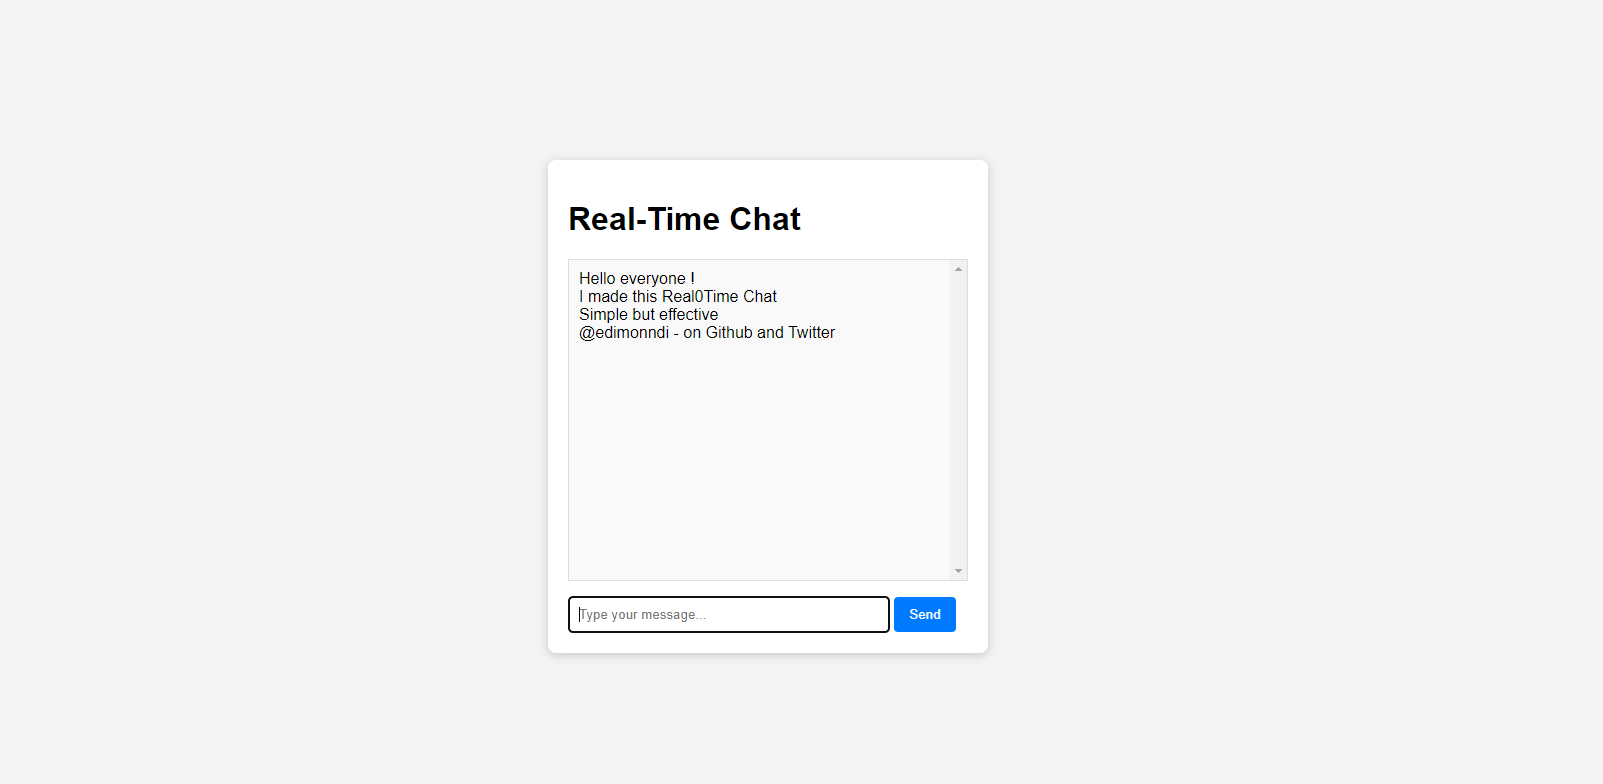 Real-Time Chat
Hello everyone !
I made this Real0Time Chat
Simple but effective
@edimonndi - on Github and Twitter
Type your message...
Send